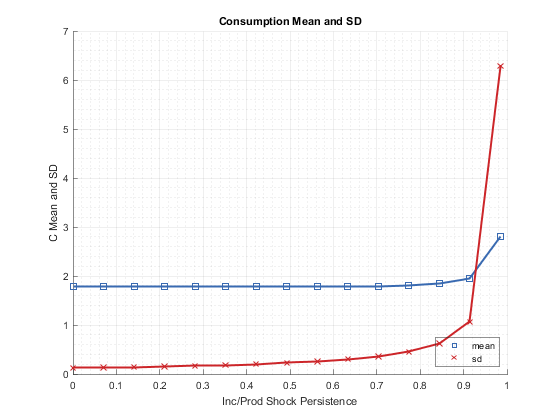 Consumption Mean and SD
7
6
5
4
3
2
1
0
C Mean and SD
0 0.1 0.2 0.3 0.4 0.5 0.6 0.7 0.8 0.9 1
Inc/Prod Shock Persistence
mean
sd